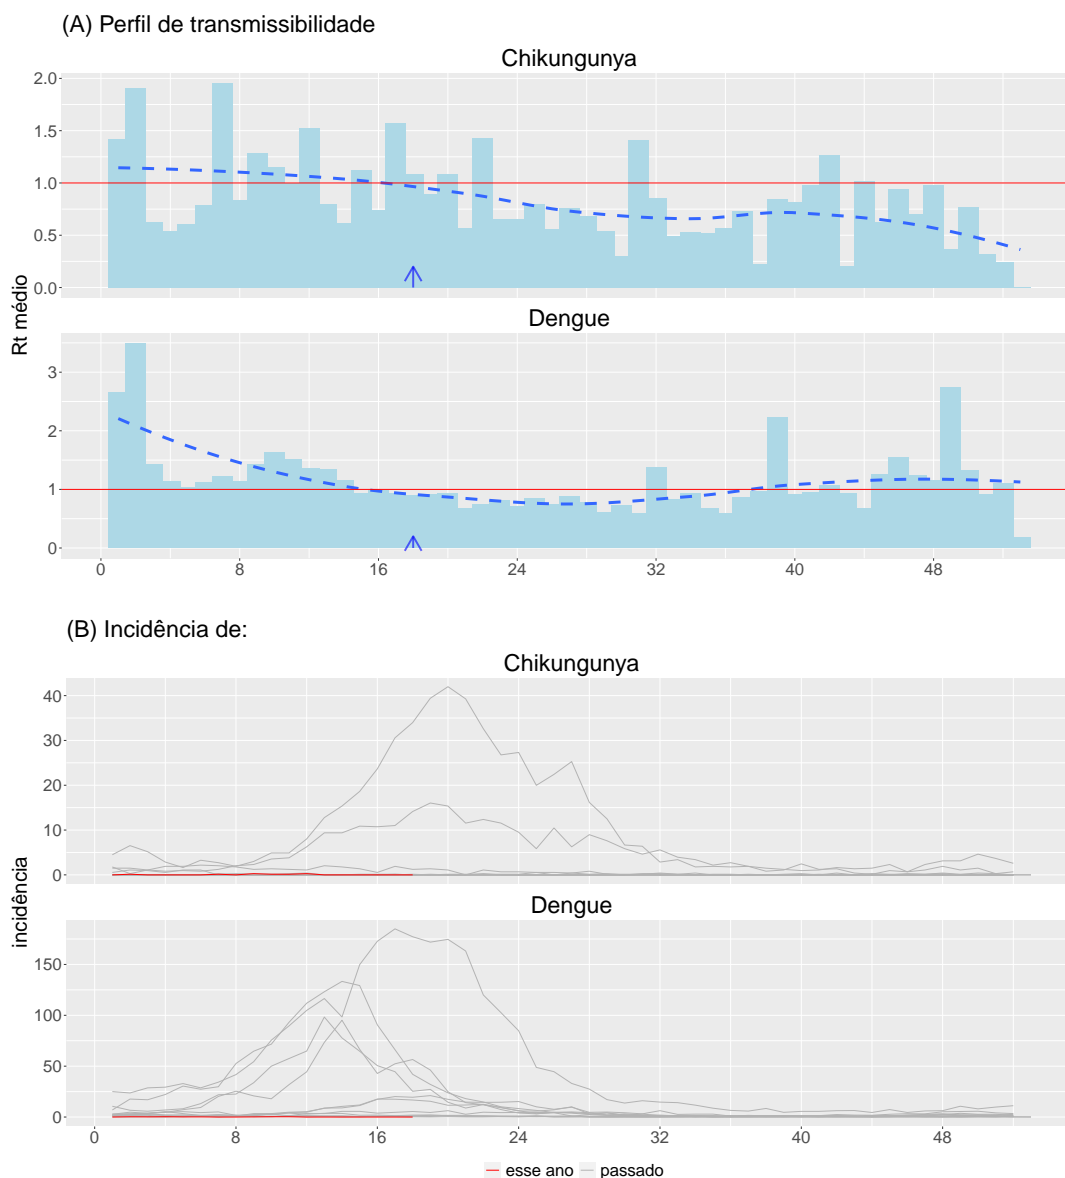 (A) Perfil de transmissibilidade
Chikungunya
2.0
1.5
1.0
0.5
0.0
Rt médio
Dengue
3
2
1
0
0 8 16 24 32 40 48
(B) Incidência de:
Chikungunya
40
30
20
10
0
incidência
Dengue
150
100
50
0
0 8 16 24 32 40 48
esse ano passado